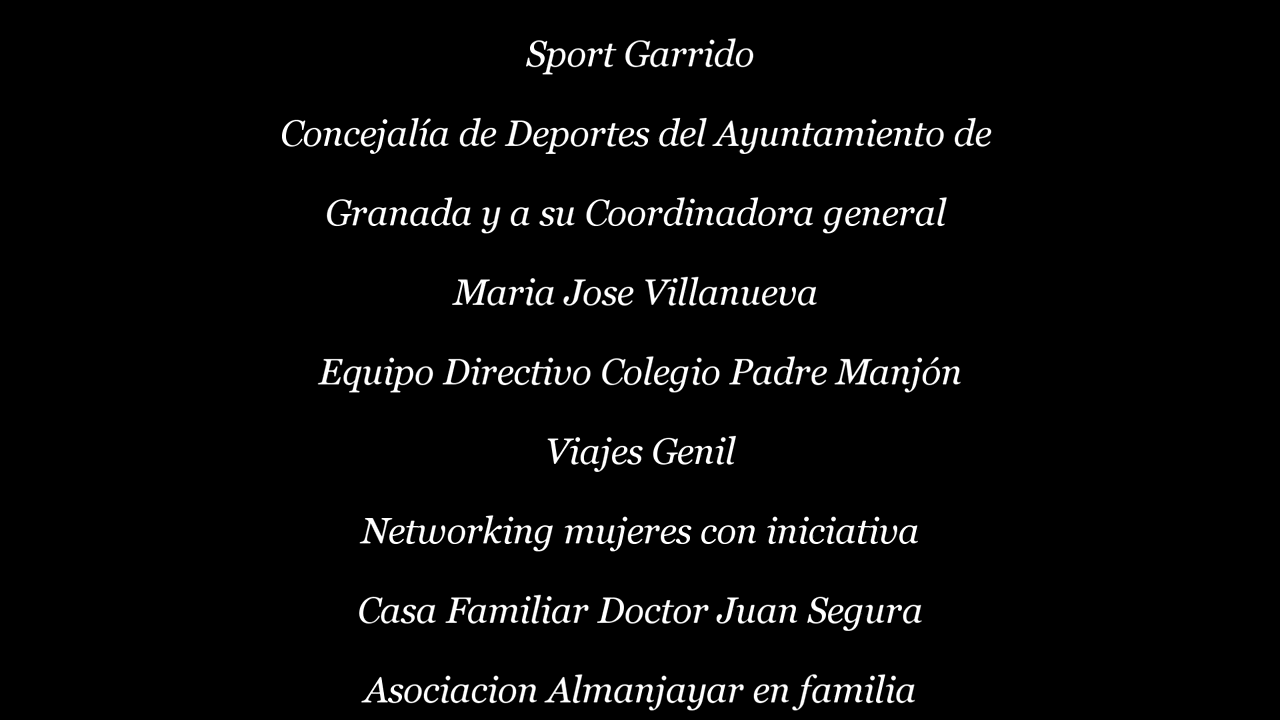 Sport Garrido
Concejalía de Deportes del Ayuntamiento de
Granada y a su Coordinadora general
Maria Jose Villanueva
Equipo Directivo Colegio Padre Manjón
Viajes Genil
Networking mujeres con iniciativa
Casa Familiar Doctor Juan Segura
Asociacion Almanjayar en familia